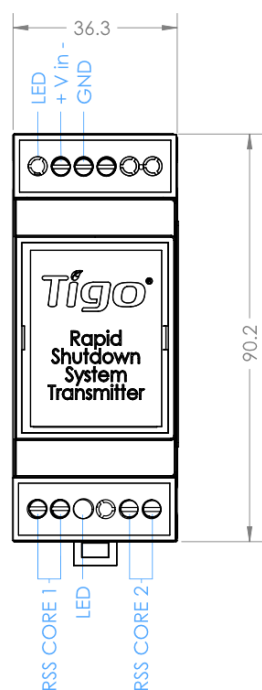 36.3
LED
+ V in -
GND
Tigo®
Rapid
Shutdown
System
Transmitter
90.2
RSS CORE 1
LED
RSS CORE 2